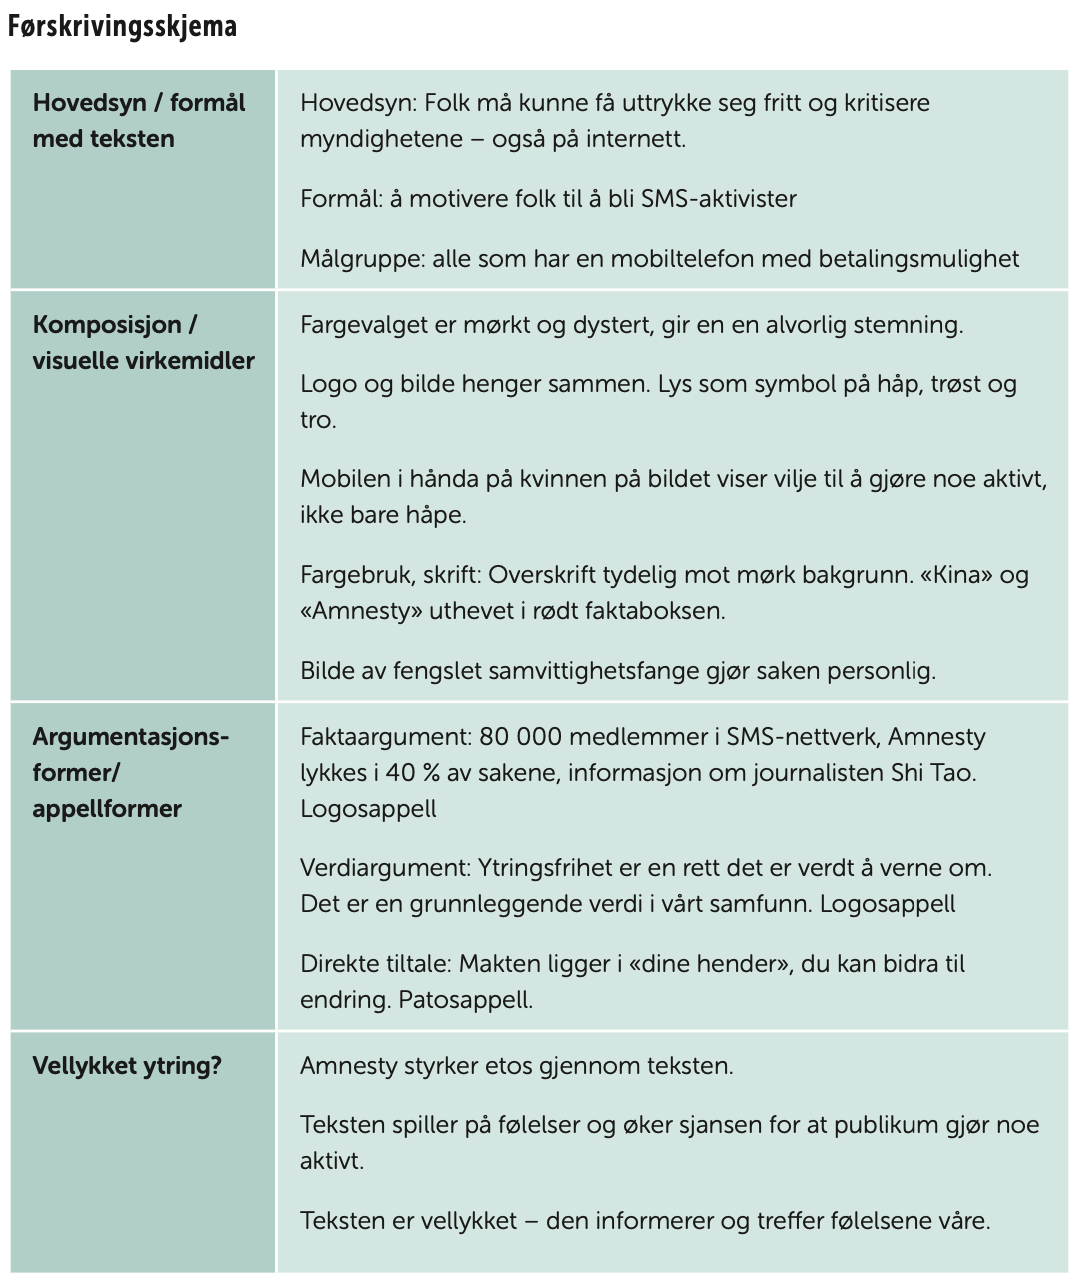 Førskrivingsskjema
Hovedsyn / formål
med teksten
Hovedsyn: Folk må kunne få uttrykke seg fritt og kritisere
myndighetene – også på internett.
Formål: å motivere folk til å bli SMS-aktivister
Målgruppe: alle som har en mobiltelefon med betalingsmulighet
Komposisjon /
visuelle virkemidler
Fargevalget er mørkt og dystert, gir en en alvorlig stemning.
Logo og bilde henger sammen. Lys som symbol på håp, trøst og
tro.
Mobilen i hånda på kvinnen på bildet viser vilje til å gjøre noe aktivt,
ikke bare håpe.
Fargebruk, skrift: Overskrift tydelig mot mørk bakgrunn. «Kina» og
«Amnesty» uthevet i rødt faktaboksen.
Bilde av fengslet samvittighetsfange gjør saken personlig.
Argumentasjons-
former/
appellformer
Faktaargument: 80 000 medlemmer i SMS-nettverk, Amnesty
lykkes i 40 % av sakene, informasjon om journalisten Shi Tao.
Logosappell
Verdiargument: Ytringsfrihet er en rett det er verdt å verne om.
Det er en grunnleggende verdi i vårt samfunn. Logosappell
Direkte tiltale: Makten ligger i «dine hender», du kan bidra til
endring. Patosappell.
Vellykket ytring?
Amnesty styrker etos gjennom teksten.
Teksten spiller på følelser og øker sjansen for at publikum gjør noe
aktivt.
Teksten er vellykket – den informerer og treffer følelsene våre.